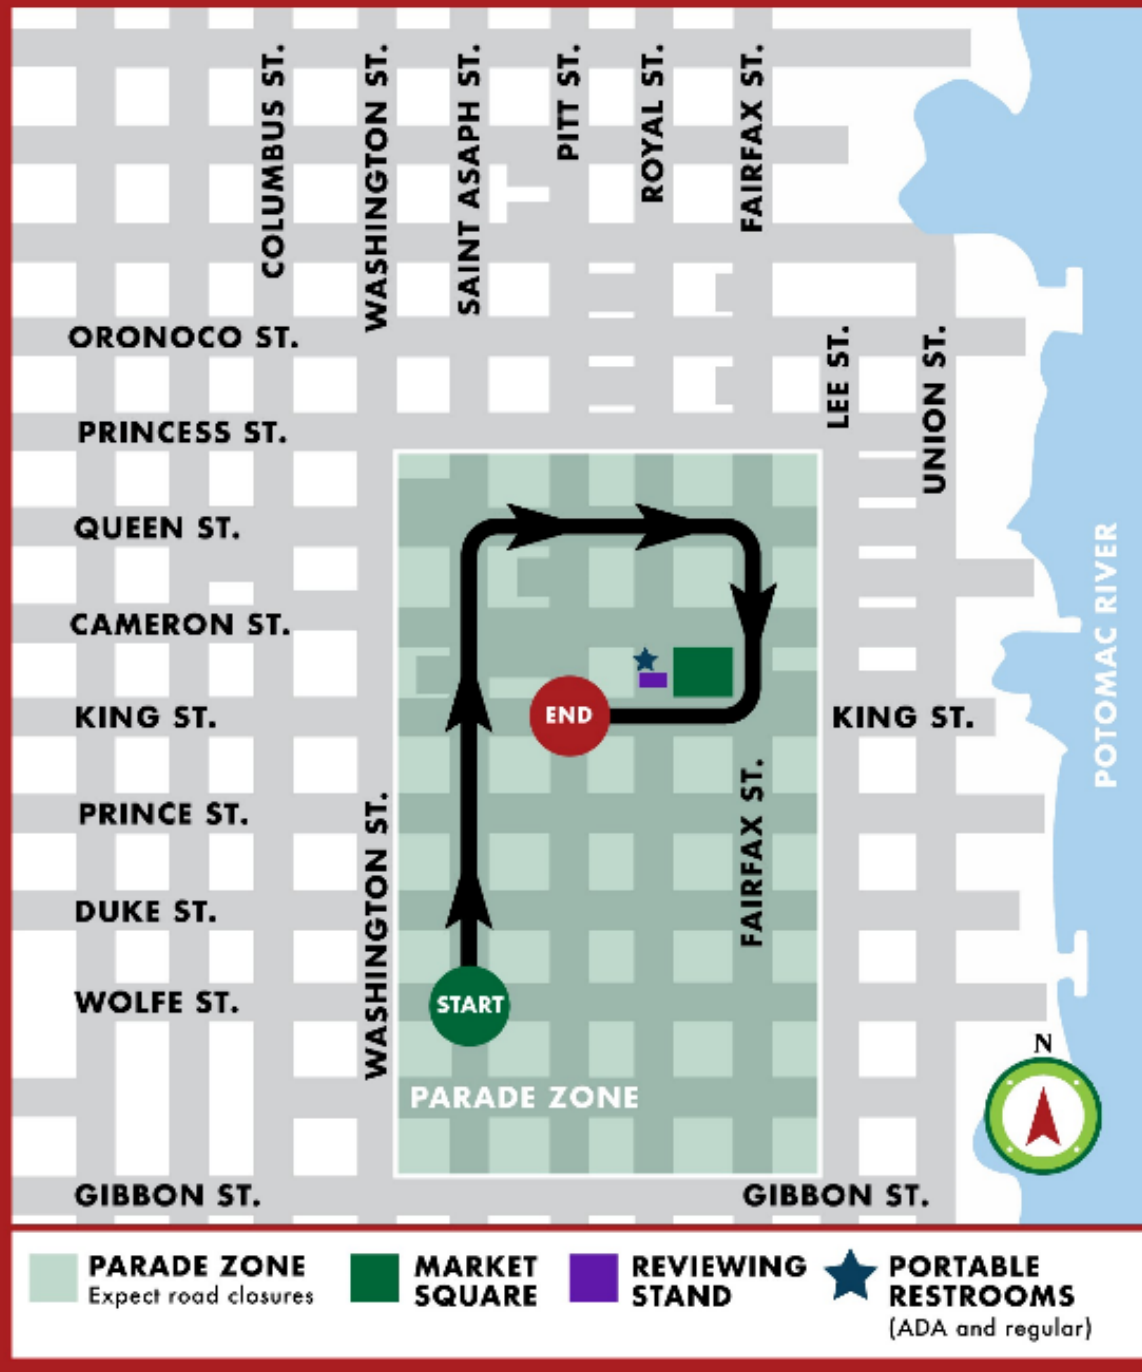 COLUMBUS ST.
WASHINGTON ST.
SAINT ASAPH ST.
PITT ST.
ROYAL ST.
FAIRFAX ST.
ORONOCO ST.
LEE ST.
UNION ST.
PRINCESS ST.
QUEEN ST.
CAMERON ST.
POTOMAC RIVER
KING ST.
END
KING ST.
PRINCE ST.
WASHINGTON ST.
FAIRFAX ST.
DUKE ST.
WOLFE ST.
START
N
PARADE ZONE
GIBBON ST.
GIBBON ST.
PARADE ZONE
Expect road closures
MARKET
SQUARE
REVIEWING
STAND
PORTABLE
RESTROOMS
(ADA and regular)